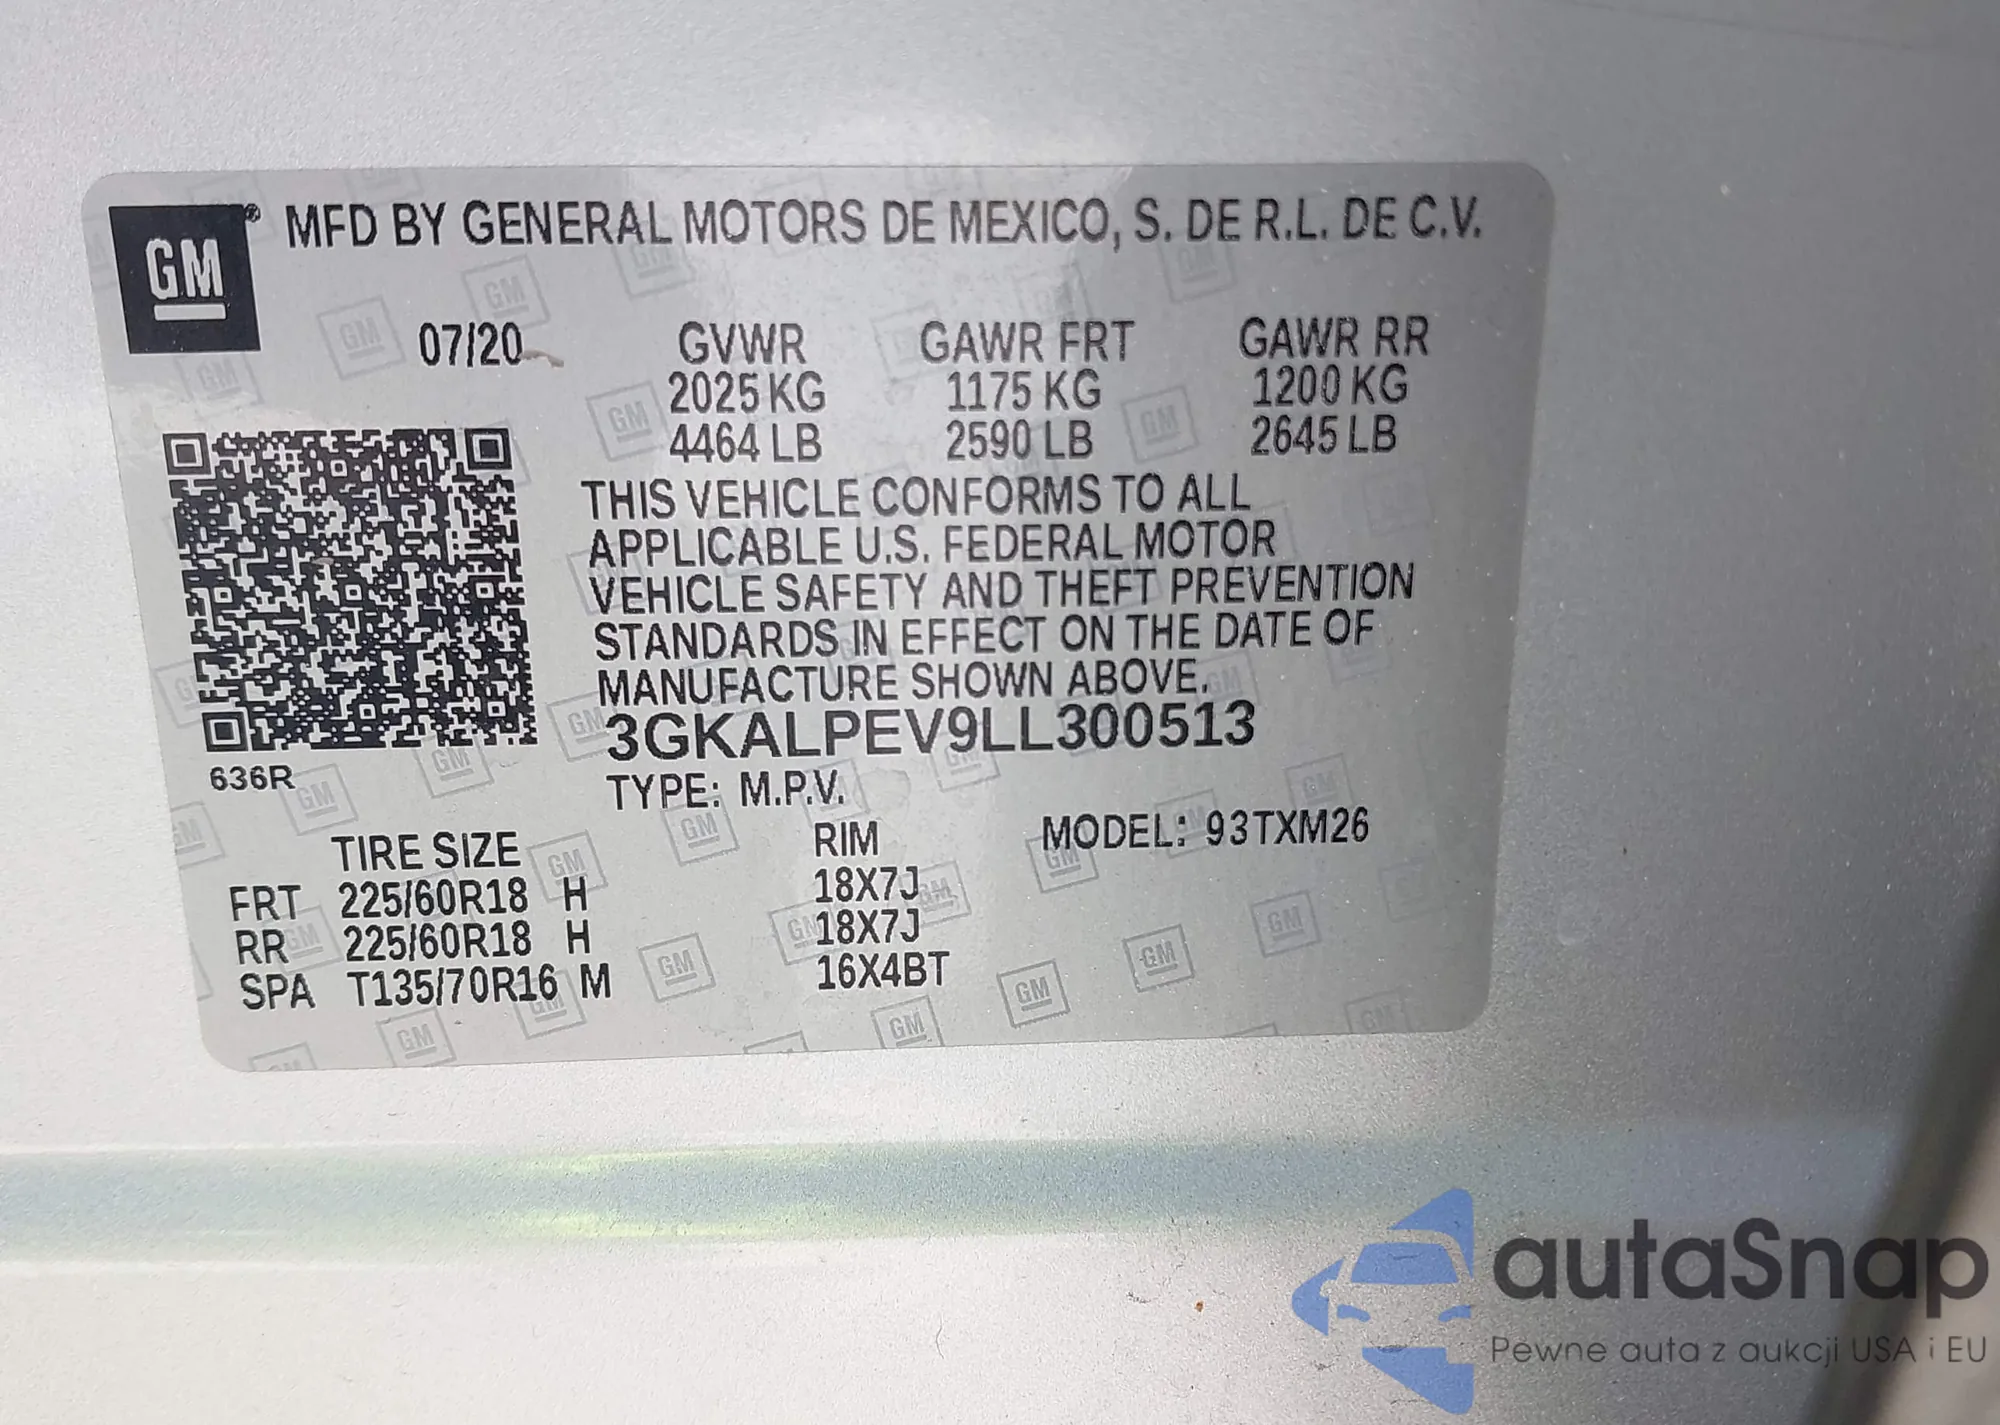 GM® MFD BY GENERAL MOTORS DE MEXICO, S. DE R.L. DE C.V.
07/20 GVWR GAWR FRT GAWR RR
2025 KG 1175 KG 1200 KG
4464 LB 2590 LB 2645 LB
THIS VEHICLE CONFORMS TO ALL
APPLICABLE U.S. FEDERAL MOTOR
VEHICLE SAFETY AND THEFT PREVENTION
STANDARDS IN EFFECT ON THE DATE OF
MANUFACTURE SHOWN ABOVE.
3GKALPEV9LL300513
636R
TYPE: M.P.V.
TIRE SIZE RIM MODEL: 93TXM26
FRT 225/60R18 H 18X7J
RR 225/60R18 H 18X7J
SPA T135/70R16 M 16X4BT
autaSnap
Pewne auta z aukcji USA i EU